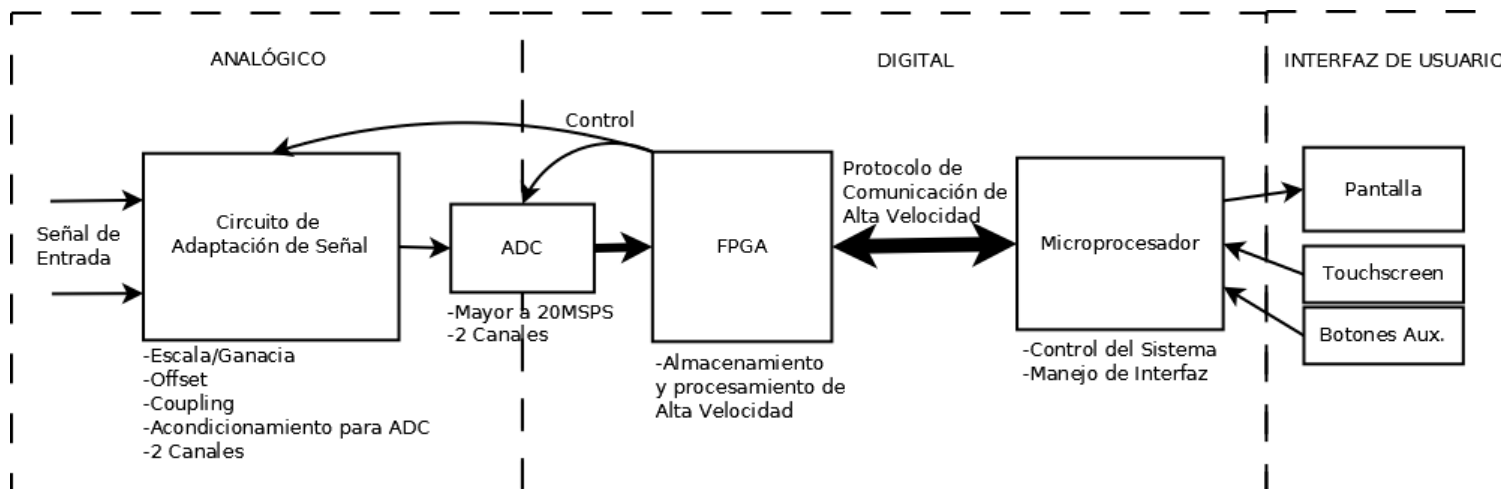 ANALÓGICO
DIGITAL
INTERFAZ DE USUARIO
Control
Señal de
Entrada
Circuito de
Adaptación de Señal
-Escala/Ganacia
-Offset
-Coupling
-Acondicionamiento para ADC
-2 Canales
ADC
-Mayor a 20MSPS
-2 Canales
FPGA
-Almacenamiento
y procesamiento de
Alta Velocidad
Protocolo de
Comunicación de
Alta Velocidad
Microprocesador
-Control del Sistema
-Manejo de Interfaz
Pantalla
Touchscreen
Botones Aux.